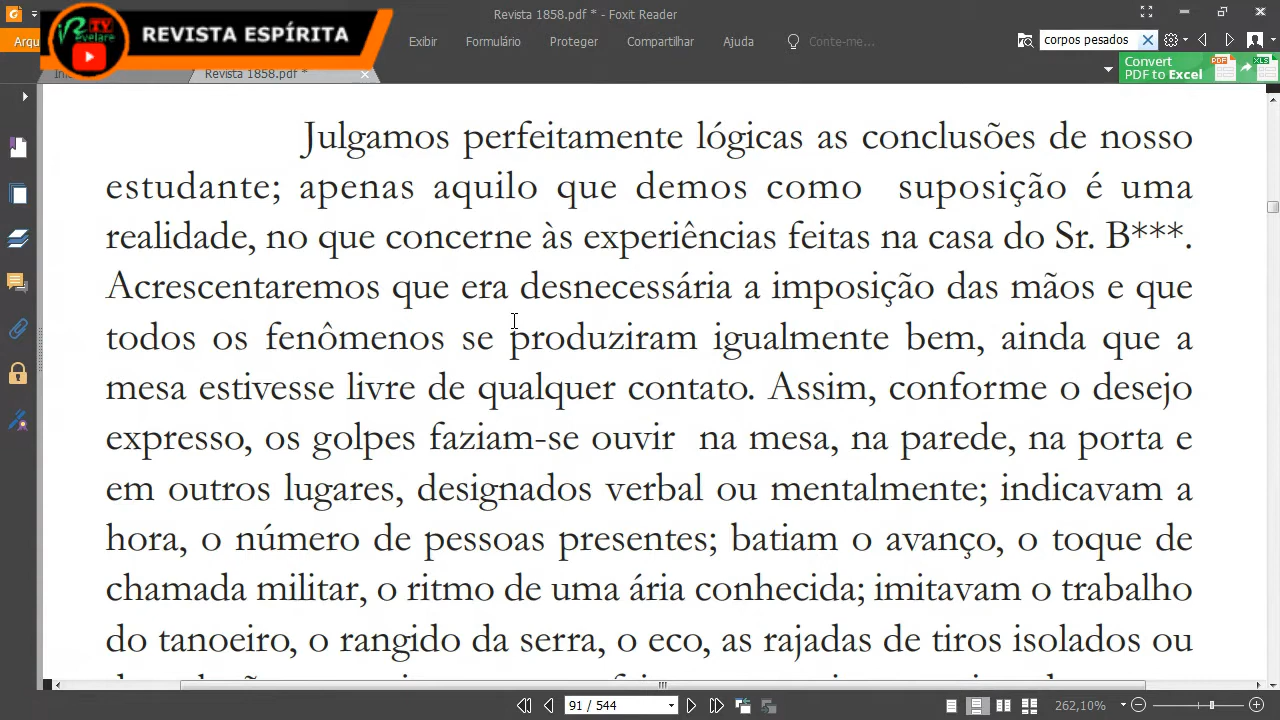 Revista 1858.pdf * - Foxit Reader
REVISTA ESPÍRITA
TV
Revelare
Arqu
Exibir
Formulário
Proteger
Compartilhar
Ajuda
Conte-me...
corpos pesados
Revista 1858.pdf *
Convert
PDF to Excel
PDF
XLS
Julgamos perfeitamente lógicas as conclusões de nosso
estudante; apenas aquilo que demos como suposição é uma
realidade, no que concerne às experiências feitas na casa do Sr. B***.
Acrescentaremos que era desnecessária a imposição das mãos e que
todos os fenômenos se produziram igualmente bem, ainda que a
mesa estivesse livre de qualquer contato. Assim, conforme o desejo
expresso, os golpes faziam-se ouvir na mesa, na parede, na porta e
em outros lugares, designados verbal ou mentalmente; indicavam a
hora, o número de pessoas presentes; batiam o avanço, o toque de
chamada militar, o ritmo de uma ária conhecida; imitavam o trabalho
do tanoeiro, o rangido da serra, o eco, as rajadas de tiros isolados ou
91 / 544
262,10%